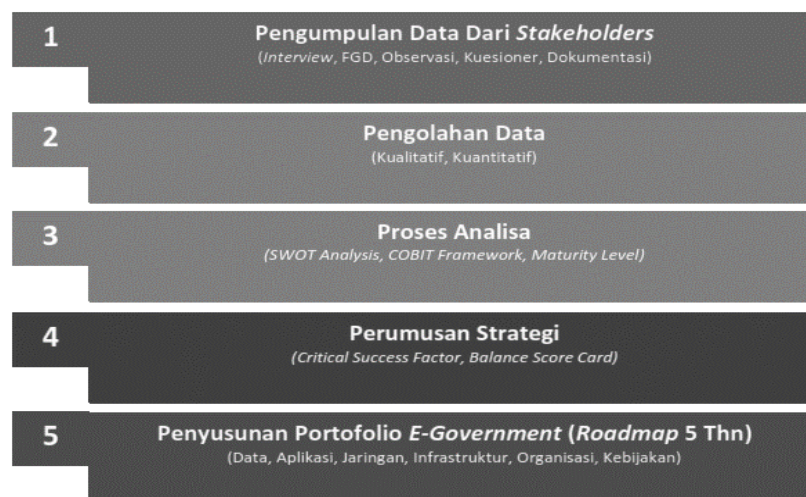 1
Pengumpulan Data Dari Stakeholders
(Interview, FGD, Observasi, Kuesioner, Dokumentasi)
2
Pengolahan Data
(Kualitatif, Kuantitatif)
3
Proses Analisa
(SWOT Analysis, COBIT Framework, Maturity Level)
4
Perumusan Strategi
(Critical Success Factor, Balance Score Card)
5
Penyusunan Portofolio E-Government (Roadmap 5 Thn)
(Data, Aplikasi, Jaringan, Infrastruktur, Organisasi, Kebijakan)